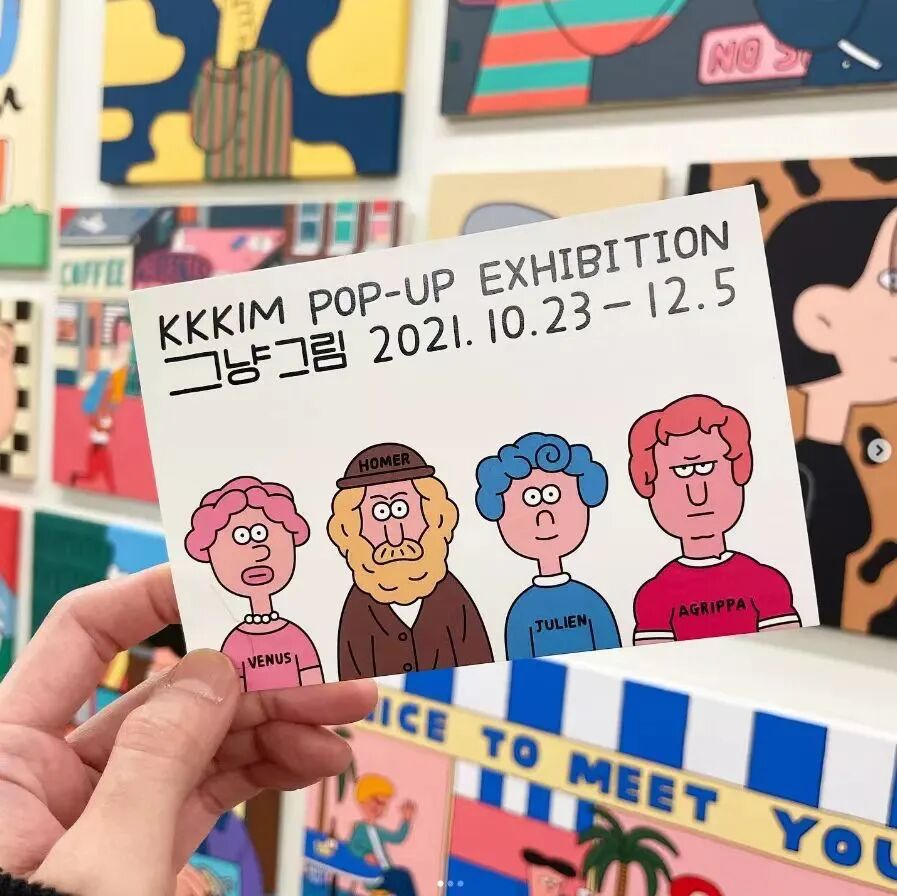 COFFEE
KKKIM POP-UP EXHIBITION
그냥그림 2021. 10.23 – 12.5
HOMER
VENUS
JULIEN
AGRIPPA
NICE TO MEET YOU